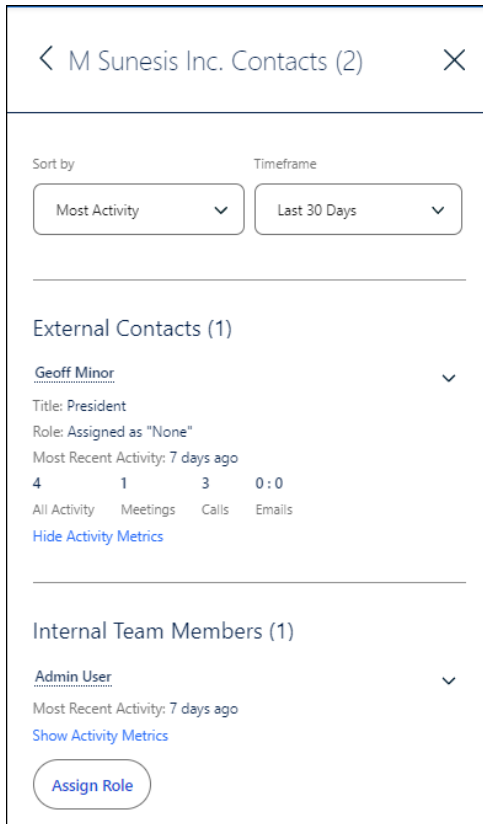 M Sunesis Inc. Contacts (2)
Sort by Timeframe
Most Activity Last 30 Days
External Contacts (1)
Geoff Minor
Title: President
Role: Assigned as "None"
Most Recent Activity: 7 days ago
4 1 3 0 : 0
All Activity Meetings Calls Emails
Hide Activity Metrics
Internal Team Members (1)
Admin User
Most Recent Activity: 7 days ago
Show Activity Metrics
Assign Role